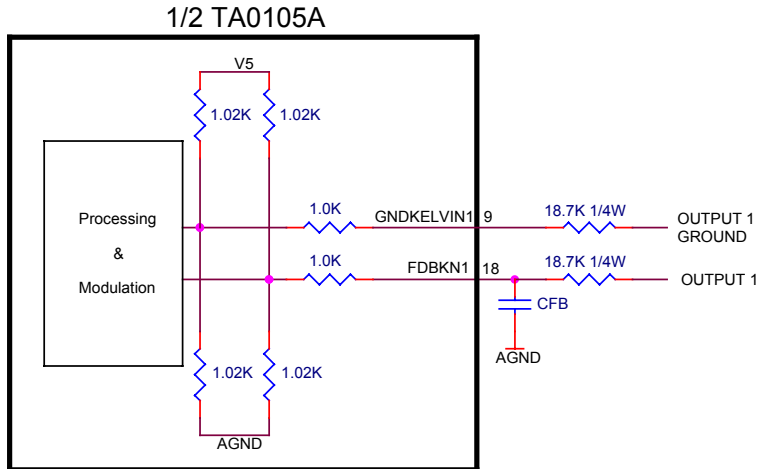 1/2 TA0105A
V5
1.02K
1.02K
Processing
&
Modulation
1.0K
GNDKELVIN1
9
18.7K 1/4W
OUTPUT 1
GROUND
1.0K
FDBKN1
18
18.7K 1/4W
OUTPUT 1
CFB
AGND
1.02K
1.02K
AGND